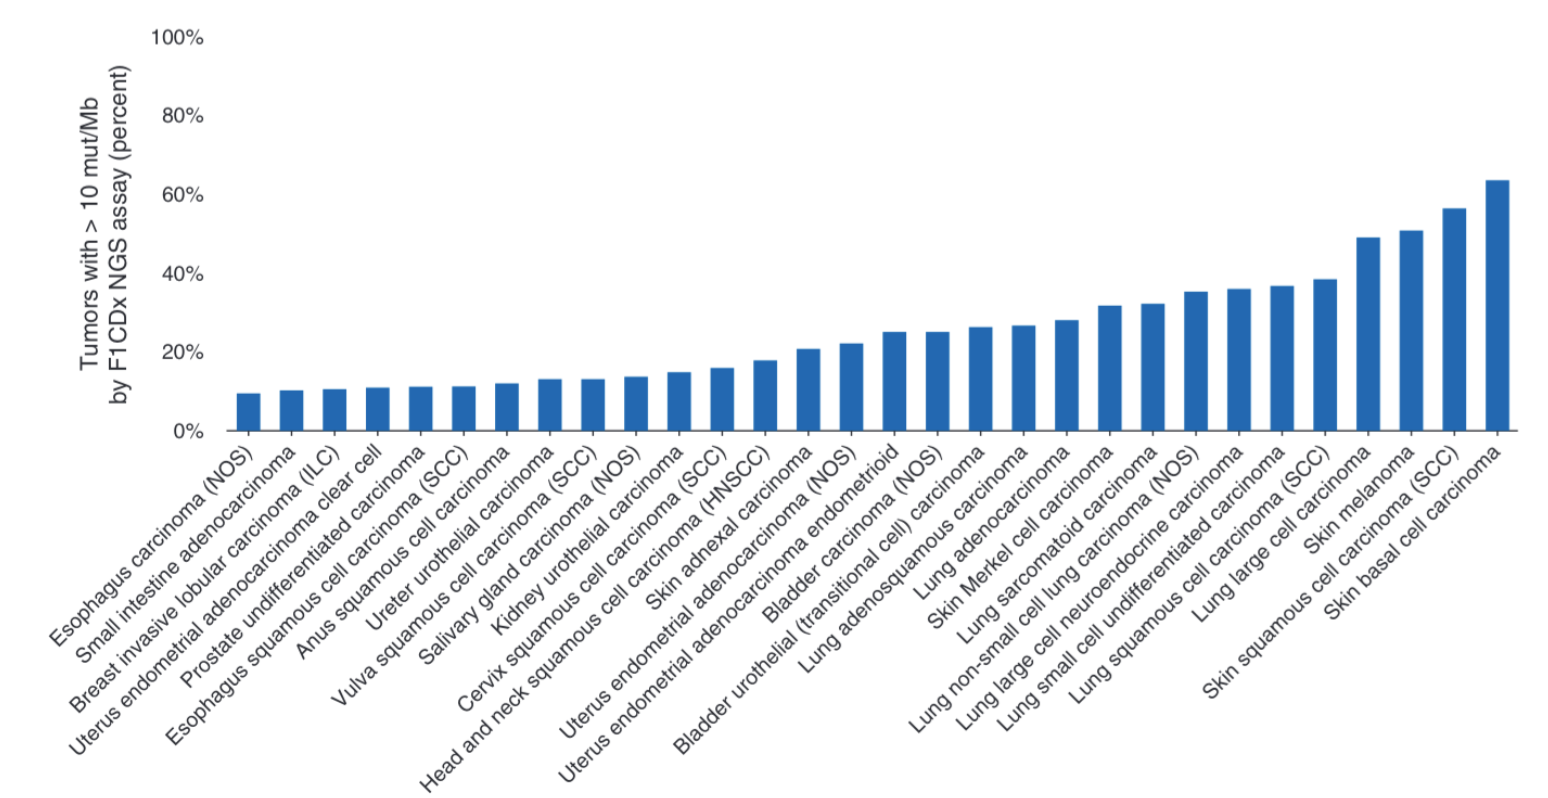 Tumors with > 10 mut/Mb
by F1CDx NGS assay (percent)
100%
80%
60%
40%
20%
0%
Esophagus carcinoma (NOS)
Small intestine adenocarcinoma
Breast invasive lobular carcinoma (ILC)
Uterus endometrial adenocarcinoma clear cell
Prostate undifferentiated carcinoma
Esophagus squamous cell carcinoma (SCC)
Anus squamous cell carcinoma
Ureter urothelial carcinoma
Vulva squamous cell carcinoma (SCC)
Salivary gland carcinoma (NOS)
Kidney urothelial carcinoma
Cervix squamous cell carcinoma (SCC)
Head and neck squamous cell carcinoma (HNSCC)
Skin adnexal carcinoma
Uterus endometrial adenocarcinoma (NOS)
Uterus endometrial adenocarcinoma endometrioid
Bladder carcinoma (NOS)
Bladder urothelial (transitional cell) carcinoma
Lung adenosquamous carcinoma
Lung adenocarcinoma
Skin Merkel cell carcinoma
Lung sarcomatoid carcinoma
Lung non-small cell lung carcinoma (NOS)
Lung large cell neuroendocrine carcinoma
Lung small cell undifferentiated carcinoma
Lung squamous cell carcinoma (SCC)
Lung large cell carcinoma
Skin melanoma
Skin squamous cell carcinoma (SCC)
Skin basal cell carcinoma